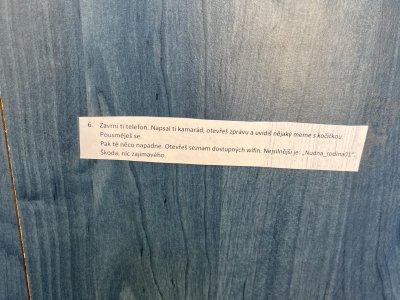 6. Zavrní ti telefon. Napsal ti kamarád, otevřeš zprávu a uvidíš nějaký meme s kočičkou.
Pousměješ se.
Pak tě něco napadne. Otevřeš seznam dostupných wifin. Nejsilnější je: „Nudna_rodina01“.
Škoda, nic zajímavého.